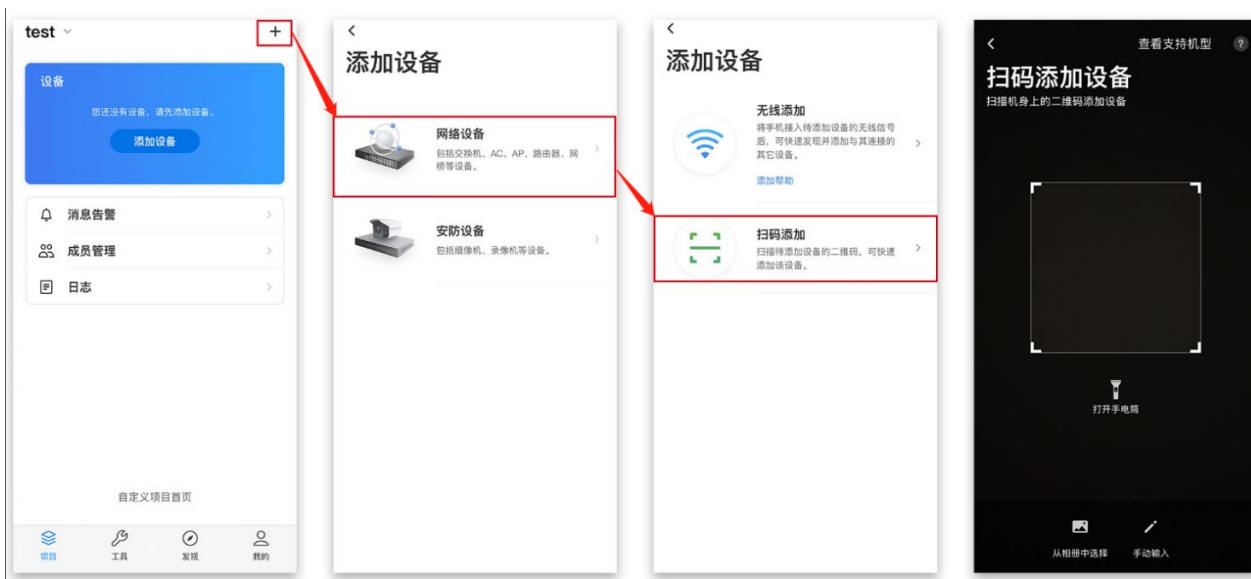 test
设备
您还没有设备，请先添加设备。
添加设备
消息告警
成员管理
日志
自定义项目首页
项目
工具
发现
我的
添加设备
网络设备
包括交换机、AC、AP、路由器、网
桥等设备。
安防设备
包括摄像机、录像机等设备。
添加设备
无线添加
将手机接入待添加设备的无线信号
后，可快速发现并添加与其连接的
其它设备。
添加帮助
扫码添加
扫描待添加设备的二维码，可快速
添加该设备。
查看支持机型 ?
扫码添加设备
扫描机身上的二维码添加设备
打开手电筒
从相册中选择
手动输入